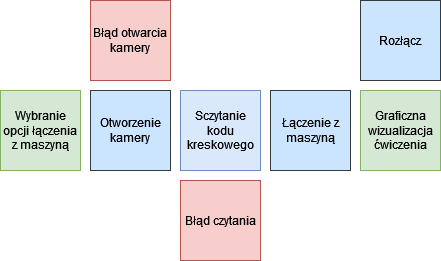 Błąd otwarcia
kamery
Rozłącz
Wybranie
opcji łączenia
z maszyną
Otworzenie
kamery
Sczytanie
kodu
kreskowego
Łączenie z
maszyną
Graficzna
wizualizacja
ćwiczenia
Błąd czytania